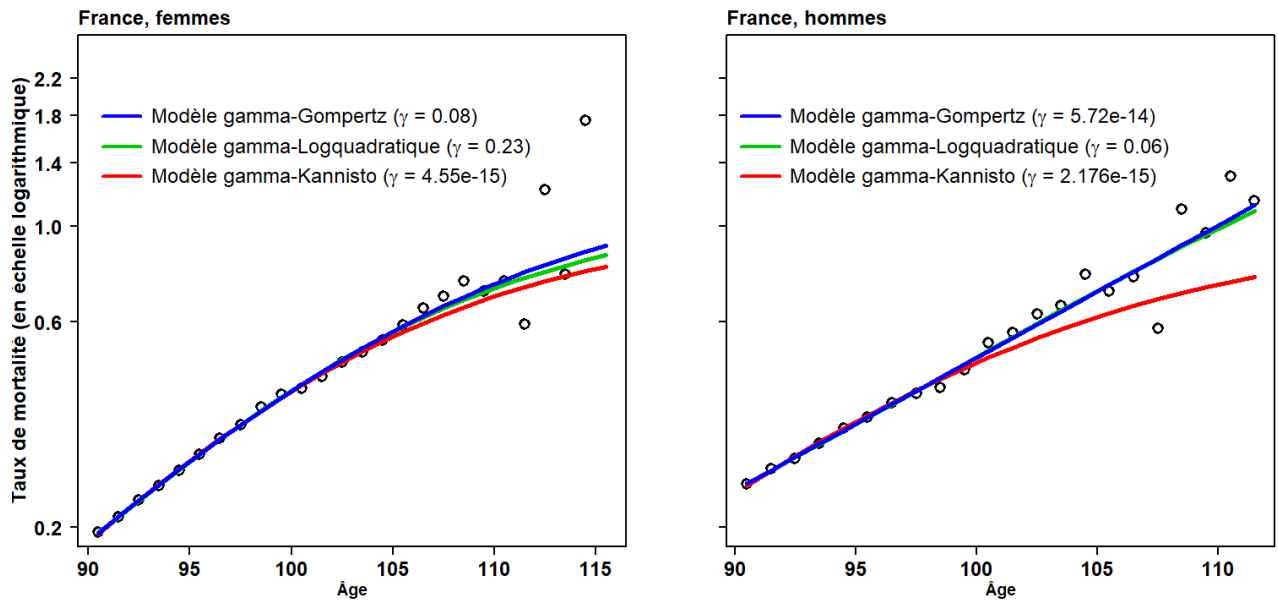 France, femmes
Taux de mortalité (en échelle logarithmique)
2.2
1.8
1.4
1.0
0.6
0.2
Modèle gamma-Gompertz (γ = 0.08)
Modèle gamma-Logquadratique (γ = 0.23)
Modèle gamma-Kannisto (γ = 4.55e-15)
90 95 100 105 110 115
Âge
France, hommes
Modèle gamma-Gompertz (γ = 5.72e-14)
Modèle gamma-Logquadratique (γ = 0.06)
Modèle gamma-Kannisto (γ = 2.176e-15)
90 95 100 105 110
Âge